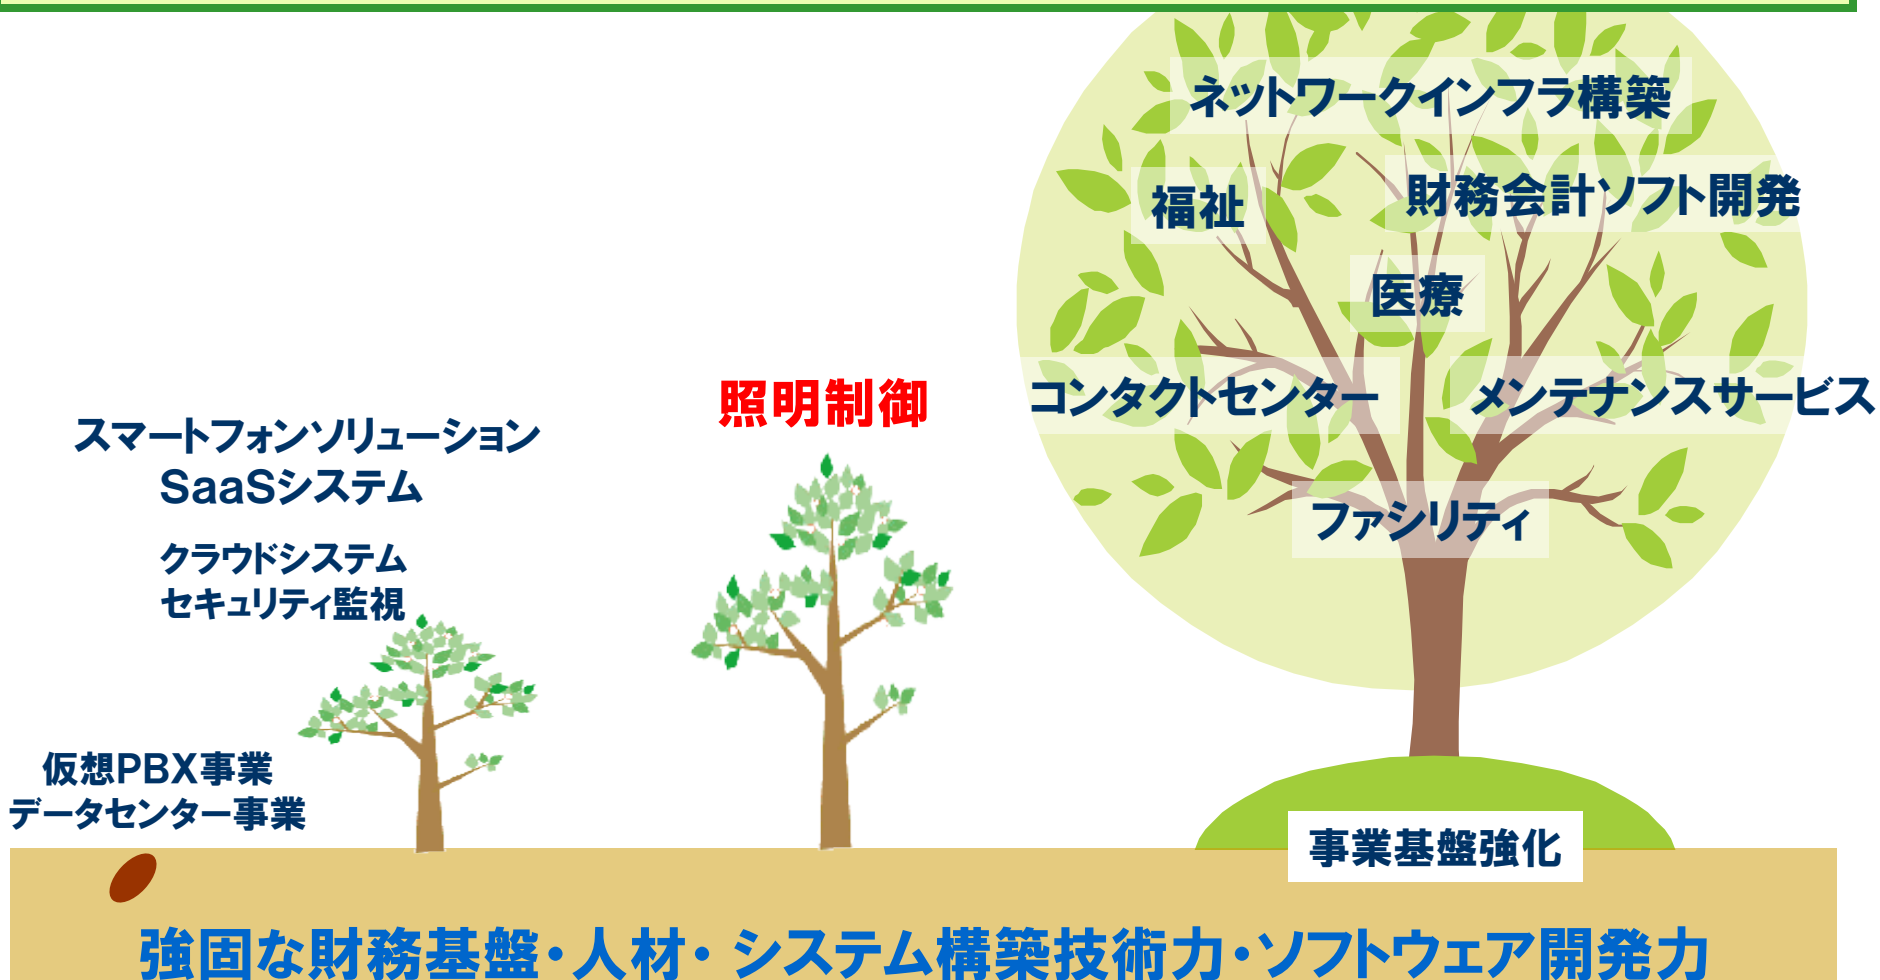 ネットワークインフラ構築
福祉
財務会計ソフト開発
医療
コンタクトセンター
メンテナンスサービス
ファシリティ
照明制御
スマートフォンソリューション
SaaSシステム
クラウドシステム
セキュリティ監視
仮想PBX事業
データセンター事業
事業基盤強化
強固な財務基盤・人材・システム構築技術力・ソフトウェア開発力